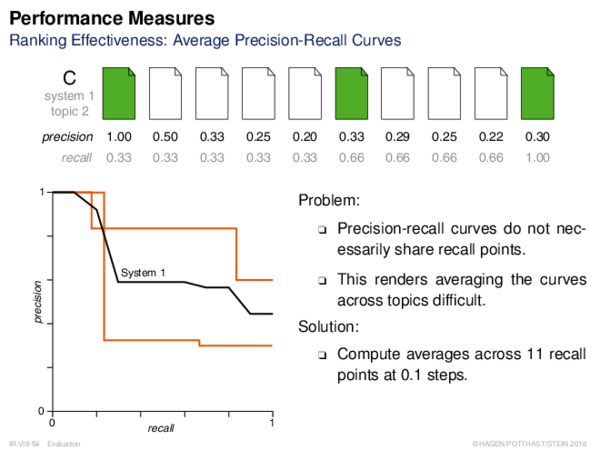 Performance Measures
Ranking Effectiveness: Average Precision-Recall Curves
C
system 1
topic 2
precision 1.00 0.50 0.33 0.25 0.20 0.33 0.29 0.25 0.22 0.30
recall 0.33 0.33 0.33 0.33 0.33 0.66 0.66 0.66 0.66 1.00
1
System 1
precision
0
0
recall
1
Problem:
❑ Precision-recall curves do not nec-
essarily share recall points.
❑ This renders averaging the curves
across topics difficult.
Solution:
❑ Compute averages across 11 recall
points at 0.1 steps.
IR:VIII-54 Evaluation
©HAGEN/POTTHAST/STEIN 2018